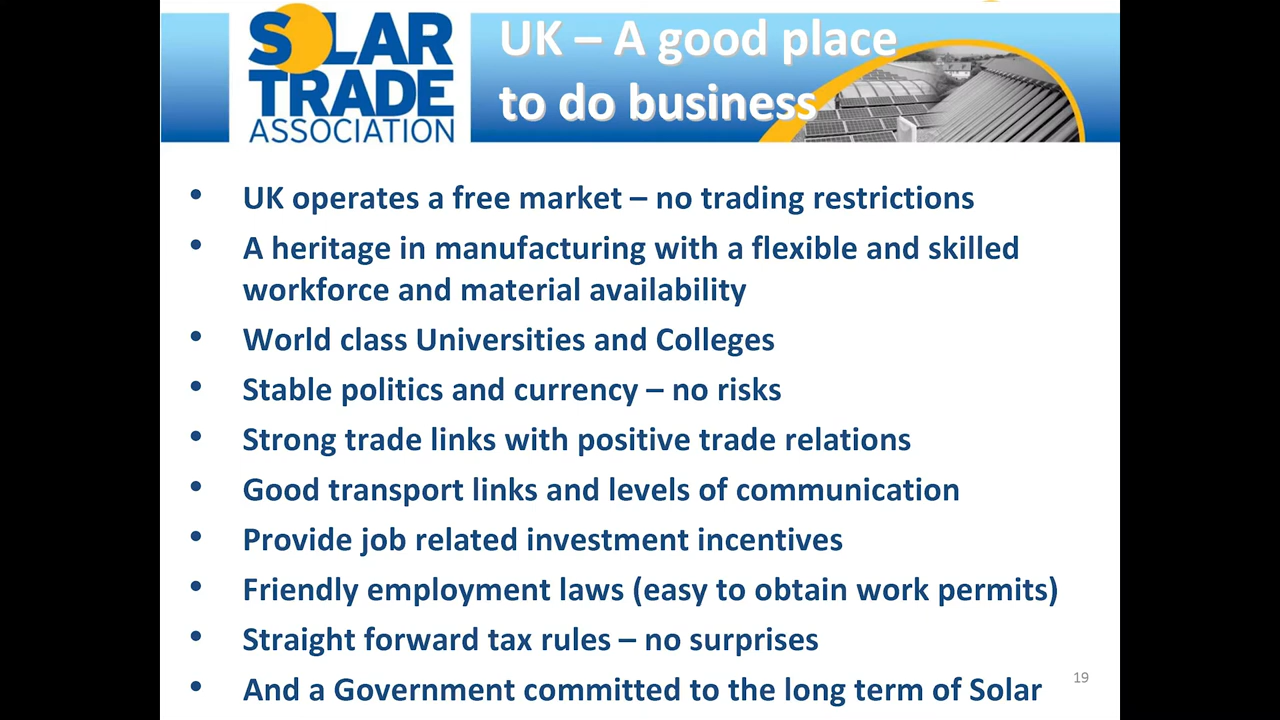 SOLAR
TRADE
ASSOCIATION
UK – A good place
to do business
• UK operates a free market – no trading restrictions
• A heritage in manufacturing with a flexible and skilled
workforce and material availability
• World class Universities and Colleges
• Stable politics and currency – no risks
• Strong trade links with positive trade relations
• Good transport links and levels of communication
• Provide job related investment incentives
• Friendly employment laws (easy to obtain work permits)
• Straight forward tax rules – no surprises
• And a Government committed to the long term of Solar
19